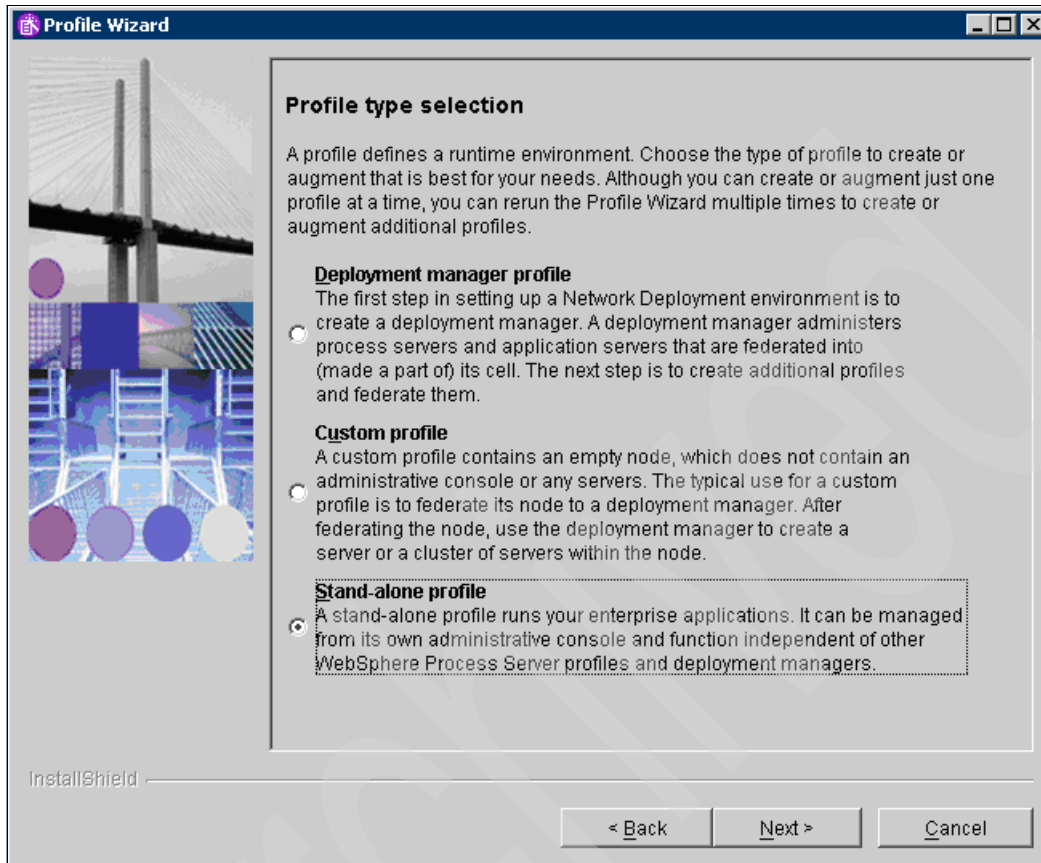 Profile Wizard
Profile type selection
A profile defines a runtime environment. Choose the type of profile to create or
augment that is best for your needs. Although you can create or augment just one
profile at a time, you can rerun the Profile Wizard multiple times to create or
augment additional profiles.
Deployment manager profile
The first step in setting up a Network Deployment environment is to
create a deployment manager. A deployment manager administers
process servers and application servers that are federated into
(made a part of) its cell. The next step is to create additional profiles
and federate them.
Custom profile
A custom profile contains an empty node, which does not contain an
administrative console or any servers. The typical use for a custom
profile is to federate its node to a deployment manager. After
federating the node, use the deployment manager to create a
server or a cluster of servers within the node.
Stand-alone profile
A stand-alone profile runs your enterprise applications. It can be managed
from its own administrative console and function independent of other
WebSphere Process Server profiles and deployment managers.
InstallShield
< Back
Next >
Cancel